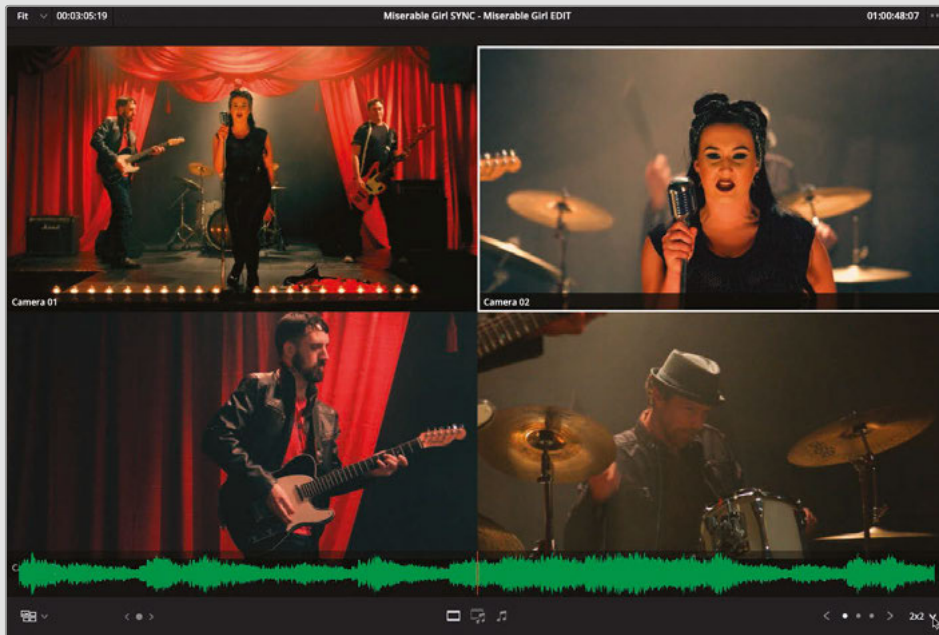 Fit 00:03:05:19 Miserable Girl SYNC - Miserable Girl EDIT 01:00:48:07
Camera 01 Camera 02
2x2